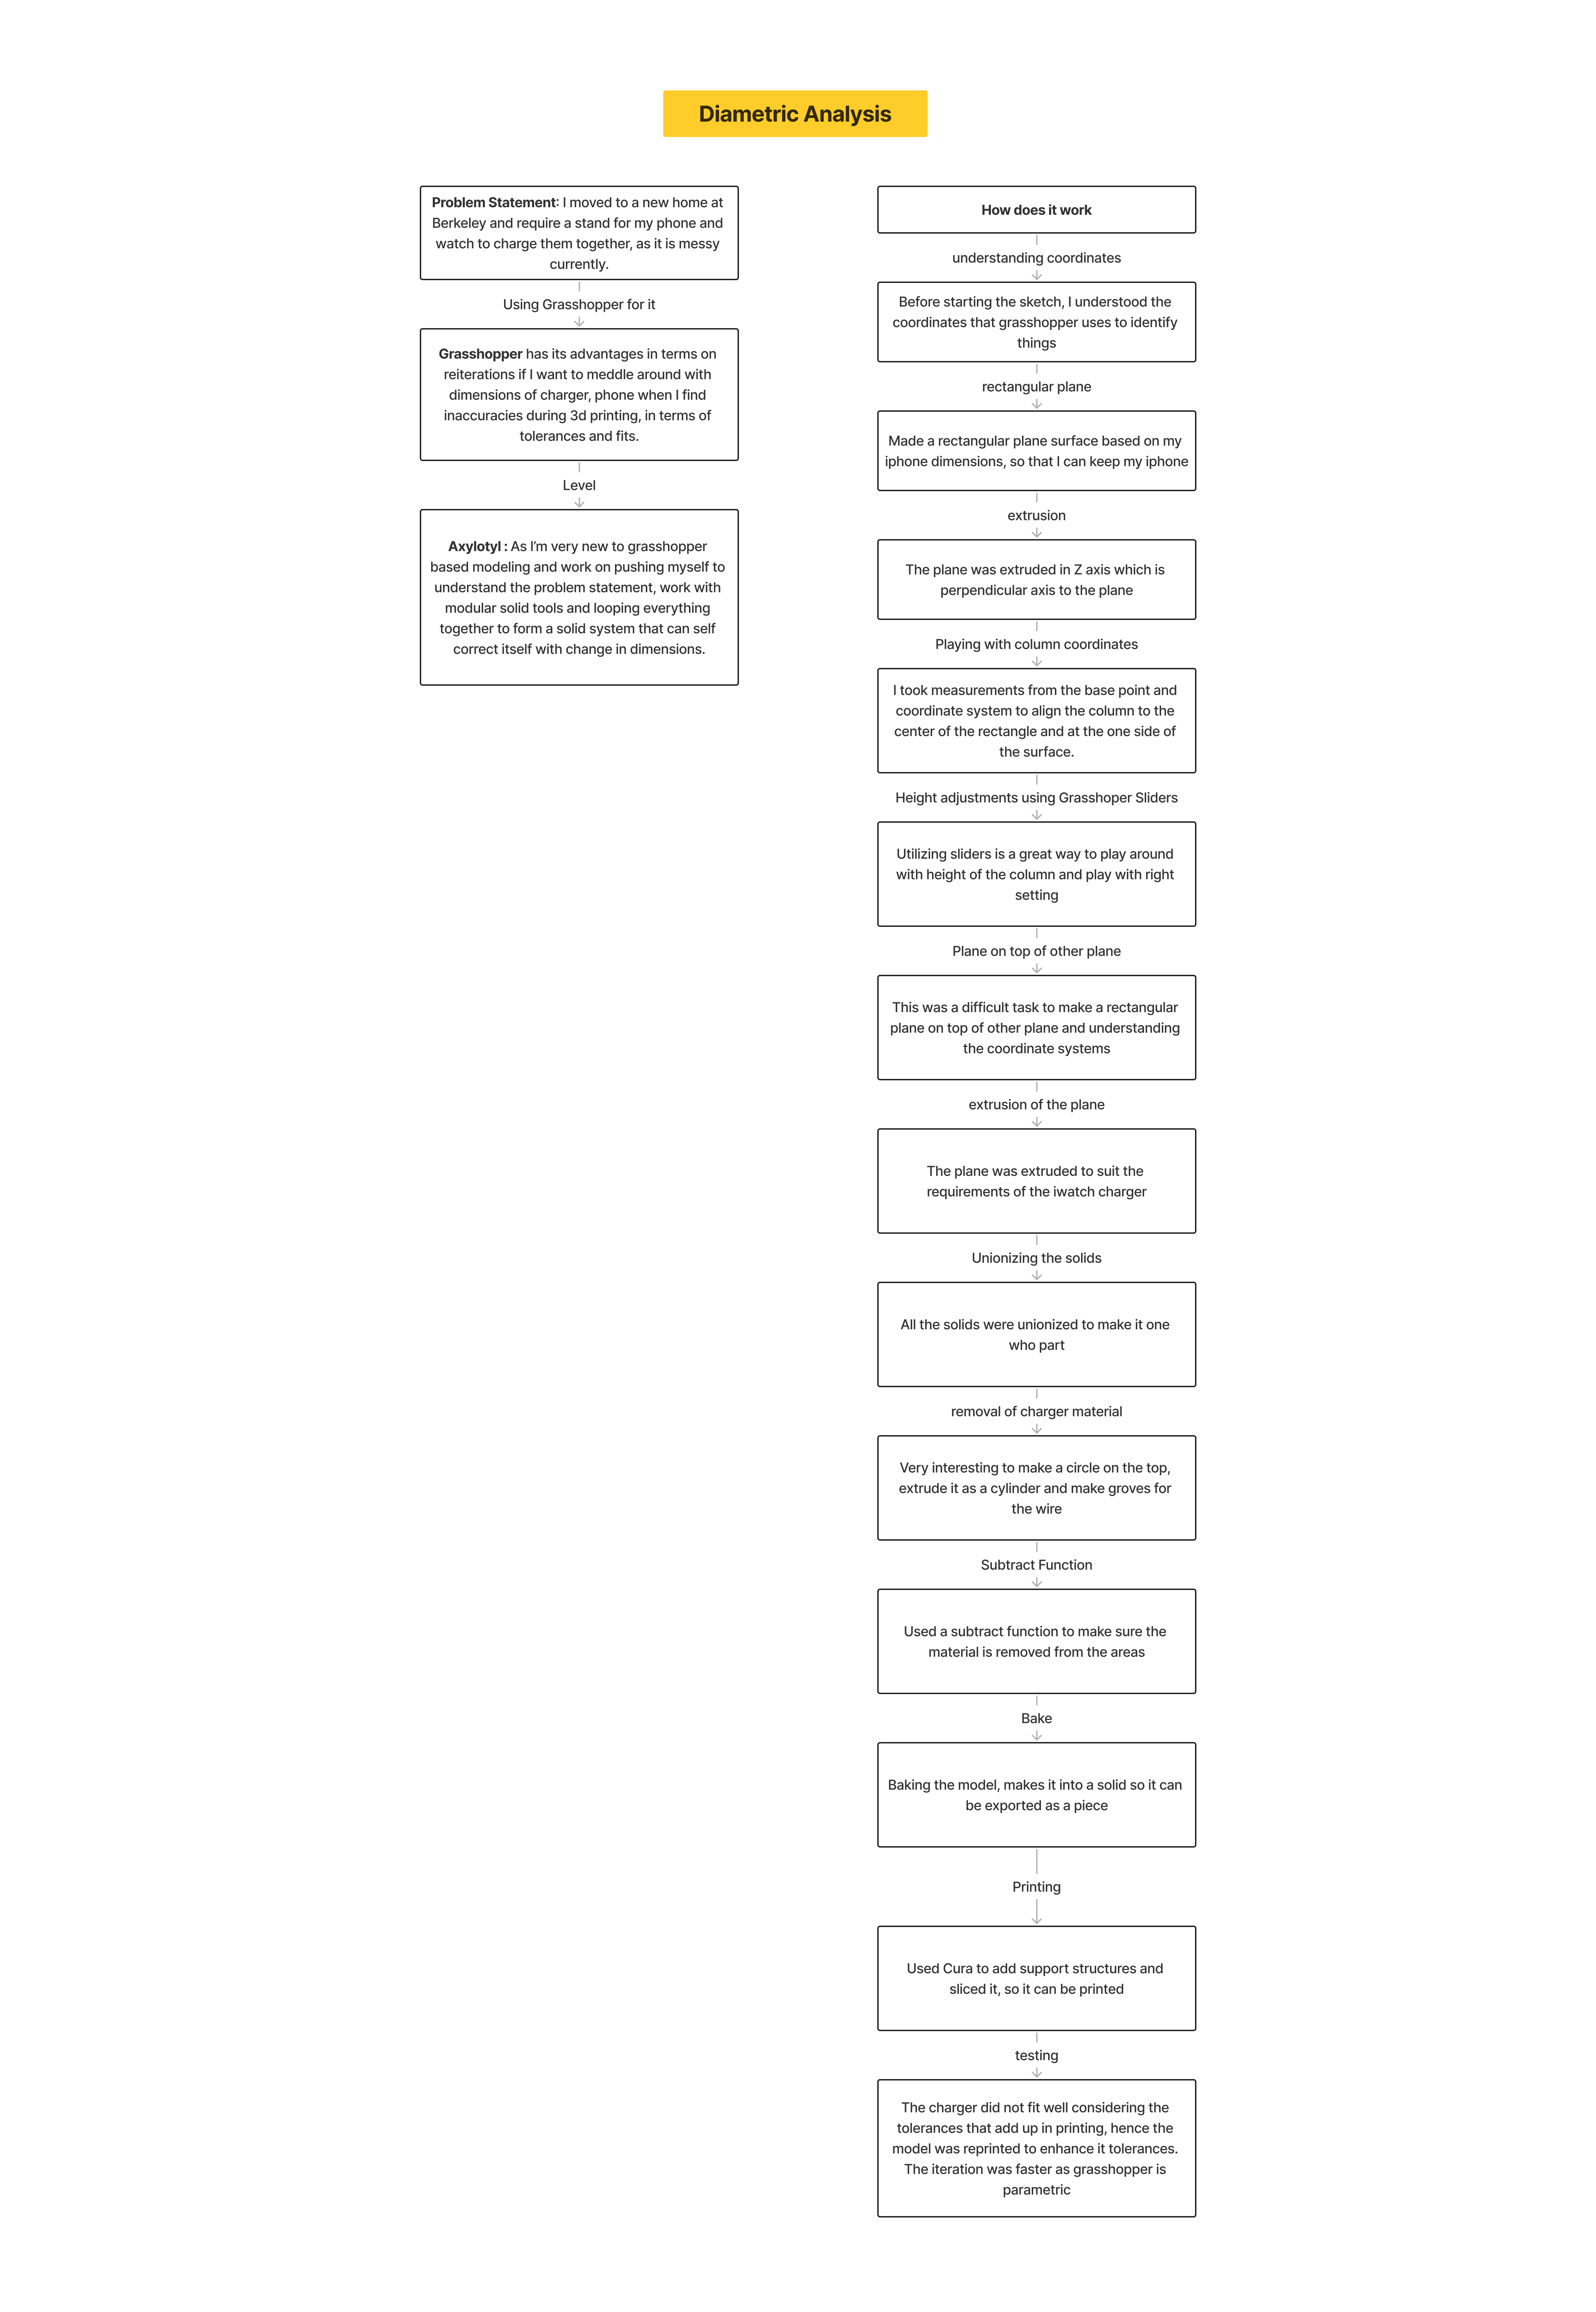 Diametric Analysis
Problem Statement: I moved to a new home at
Berkeley and require a stand for my phone and
watch to charge them together, as it is messy
currently.
Using Grasshopper for it
Grasshopper has its advantages in terms on
reiterations if I want to meddle around with
dimensions of charger, phone when I find
inaccuracies during 3d printing, in terms of
tolerances and fits.
Level
Axylotyl : As I'm very new to grasshopper
based modeling and work on pushing myself to
understand the problem statement, work with
modular solid tools and looping everything
together to form a solid system that can self
correct itself with change in dimensions.
How does it work
understanding coordinates
Before starting the sketch, I understood the
coordinates that grasshopper uses to identify
things
rectangular plane
Made a rectangular plane surface based on my
iphone dimensions, so that I can keep my iphone
extrusion
The plane was extruded in Z axis which is
perpendicular axis to the plane
Playing with column coordinates
I took measurements from the base point and
coordinate system to align the column to the
center of the rectangle and at the one side of
the surface.
Height adjustments using Grasshoper Sliders
Utilizing sliders is a great way to play around
with height of the column and play with right
setting
Plane on top of other plane
This was a difficult task to make a rectangular
plane on top of other plane and understanding
the coordinate systems
extrusion of the plane
The plane was extruded to suit the
requirements of the iwatch charger
Unionizing the solids
All the solids were unionized to make it one
who part
removal of charger material
Very interesting to make a circle on the top,
extrude it as a cylinder and make groves for
the wire
Subtract Function
Used a subtract function to make sure the
material is removed from the areas
Bake
Baking the model, makes it into a solid so it can
be exported as a piece
Printing
Used Cura to add support structures and
sliced it, so it can be printed
testing
The charger did not fit well considering the
tolerances that add up in printing, hence the
model was reprinted to enhance it tolerances.
The iteration was faster as grasshopper is
parametric